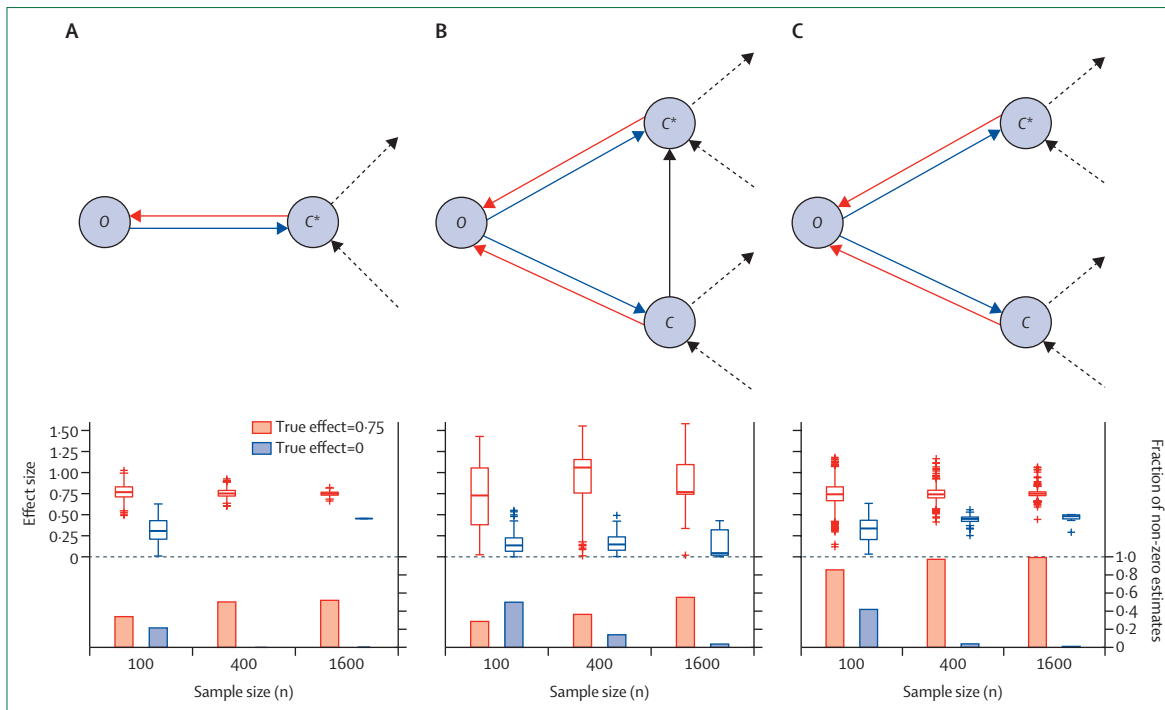 A
B
C
O
C*
O
C*
C
O
C*
C
True effect=0·75
True effect=0
Effect size
1·50
1·25
1·00
0·75
0·50
0·25
0
Fraction of non-zero estimates
1·0
0·8
0·6
0·4
0·2
0
100 400 1600
100 400 1600
100 400 1600
Sample size (n)
Sample size (n)
Sample size (n)